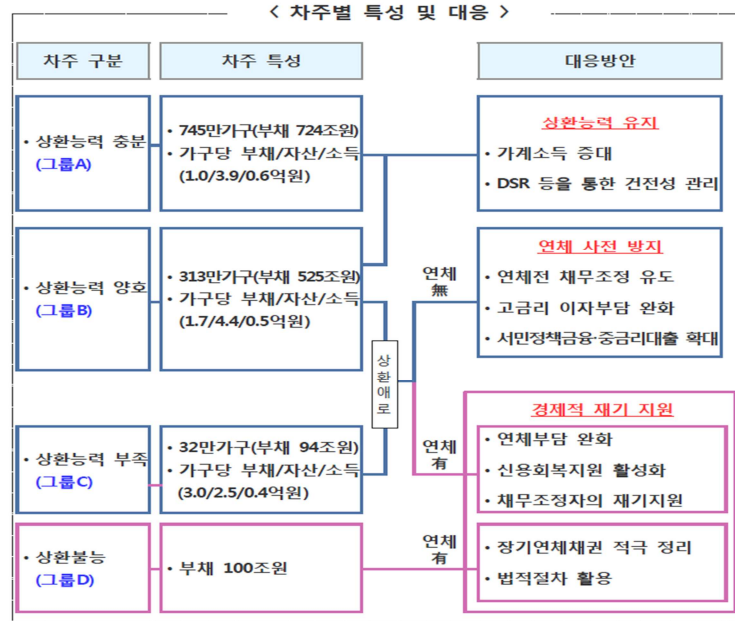 < 차주별 특성 및 대응 >
차주 구분
차주 특성
대응방안
• 상환능력 충분
(그룹A)
• 745만가구(부채 724조원)
• 가구당 부채/자산/소득
(1.0/3.9/0.6억원)
상환능력 유지
• 가계소득 증대
• DSR 등을 통한 건전성 관리
• 상환능력 양호
(그룹B)
• 313만가구(부채 525조원)
• 가구당 부채/자산/소득
(1.7/4.4/0.5억원)
연체
無
연체 사전 방지
• 연체전 채무조정 유도
• 고금리 이자부담 완화
• 서민정책금융·중금리대출 확대
상환애로
• 상환능력 부족
(그룹C)
• 32만가구(부채 94조원)
• 가구당 부채/자산/소득
(3.0/2.5/0.4억원)
연체
有
경제적 재기 지원
• 연체부담 완화
• 신용회복지원 활성화
• 채무조정자의 재기지원
• 상환불능
(그룹D)
• 부채 100조원
연체
有
• 장기연체채권 적극 정리
• 법적절차 활용